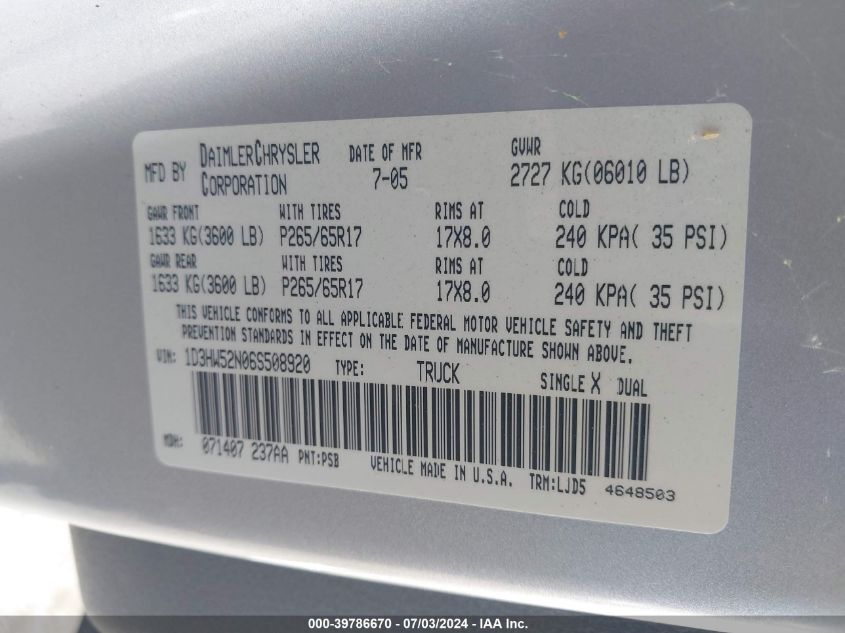 MFD BY DAIMLERCHRYSLER CORPORATION DATE OF MFR 7-05 GVWR 2727 KG(06010 LB)
GAWR FRONT WITH TIRES RIMS AT COLD
1633 KG(3600 LB) P265/65R17 17X8.0 240 KPA( 35 PSI)
GAWR REAR WITH TIRES RIMS AT COLD
1633 KG(3600 LB) P265/65R17 17X8.0 240 KPA( 35 PSI)
THIS VEHICLE CONFORMS TO ALL APPLICABLE FEDERAL MOTOR VEHICLE SAFETY AND THEFT
PREVENTION STANDARDS IN EFFECT ON THE DATE OF MANUFACTURE SHOWN ABOVE.
VIN: 1D3HW52N06S508920 TYPE: TRUCK SINGLE X DUAL
MDH: 071407 237AA PNT:PSB VEHICLE MADE IN U.S.A. TRM:LJD5 4648503
000-39786670 - 07/03/2024 - IAAI.COM